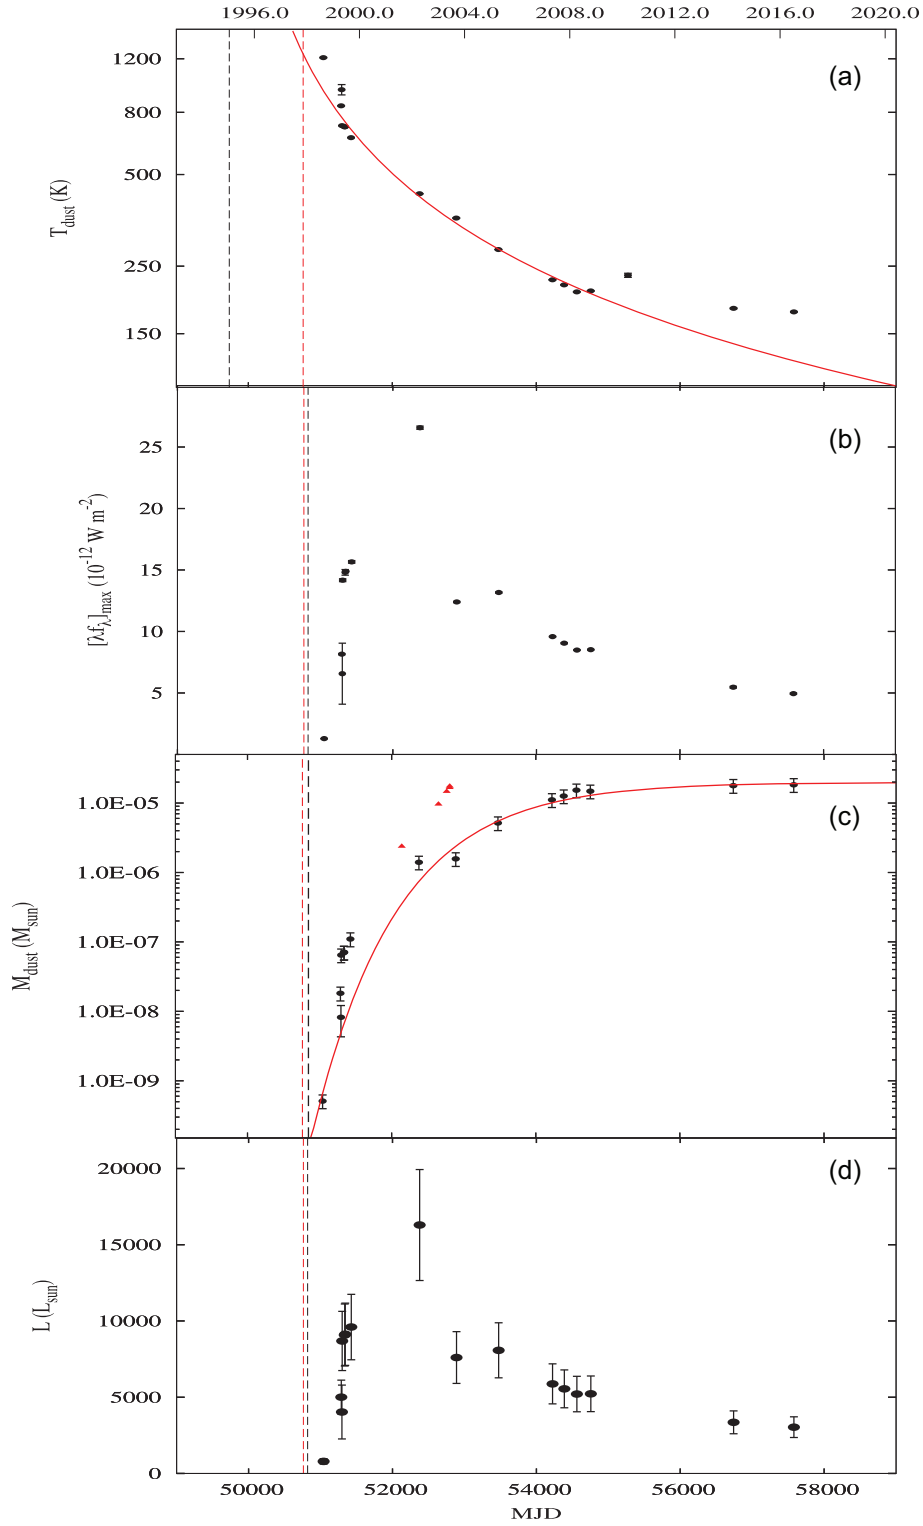 1996.0 2000.0 2004.0 2008.0 2012.0 2016.0 2020.0
(a)
1200
800
500
250
150
T_dust (K)
(b)
25
20
15
10
5
[λf_λ]_max (10^-12 W m^-2)
(c)
1.0E-05
1.0E-06
1.0E-07
1.0E-08
1.0E-09
M_dust (M_sun)
(d)
20000
15000
10000
5000
0
L (L_sun)
50000 52000 54000 56000 58000
MJD